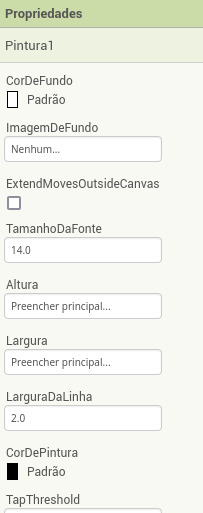 Propriedades
Pintura1
CorDeFundo
Padrão
ImagemDeFundo
Nenhum...
ExtendMovesOutsideCanvas
TamanhoDaFonte
14.0
Altura
Preencher principal...
Largura
Preencher principal...
LarguraDaLinha
2.0
CorDePintura
Padrão
TapThreshold